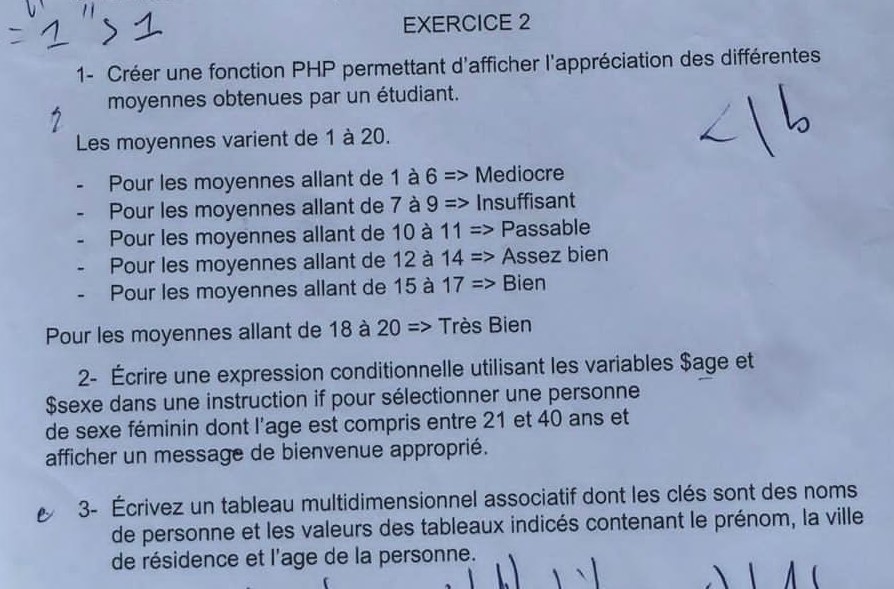 = "1" > 1
EXERCICE 2
1- Créer une fonction PHP permettant d'afficher l'appréciation des différentes
moyennes obtenues par un étudiant.
Les moyennes varient de 1 à 20.
- Pour les moyennes allant de 1 à 6 => Mediocre
- Pour les moyennes allant de 7 à 9 => Insuffisant
- Pour les moyennes allant de 10 à 11 => Passable
- Pour les moyennes allant de 12 à 14 => Assez bien
- Pour les moyennes allant de 15 à 17 => Bien
Pour les moyennes allant de 18 à 20 => Très Bien
2- Écrire une expression conditionnelle utilisant les variables $age et
$sexe dans une instruction if pour sélectionner une personne
de sexe féminin dont l'age est compris entre 21 et 40 ans et
afficher un message de bienvenue approprié.
3- Écrivez un tableau multidimensionnel associatif dont les clés sont des noms
de personne et les valeurs des tableaux indicés contenant le prénom, la ville
de résidence et l'age de la personne.